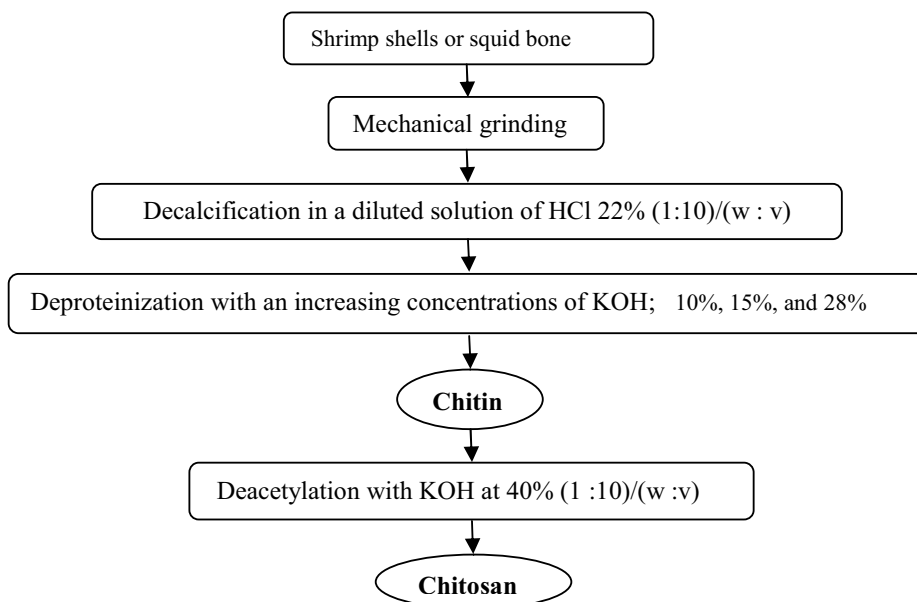 Shrimp shells or squid bone
Mechanical grinding
Decalcification in a diluted solution of HCl 22% (1:10)/(w : v)
Deproteinization with an increasing concentrations of KOH; 10%, 15%, and 28%
Chitin
Deacetylation with KOH at 40% (1 :10)/(w :v)
Chitosan